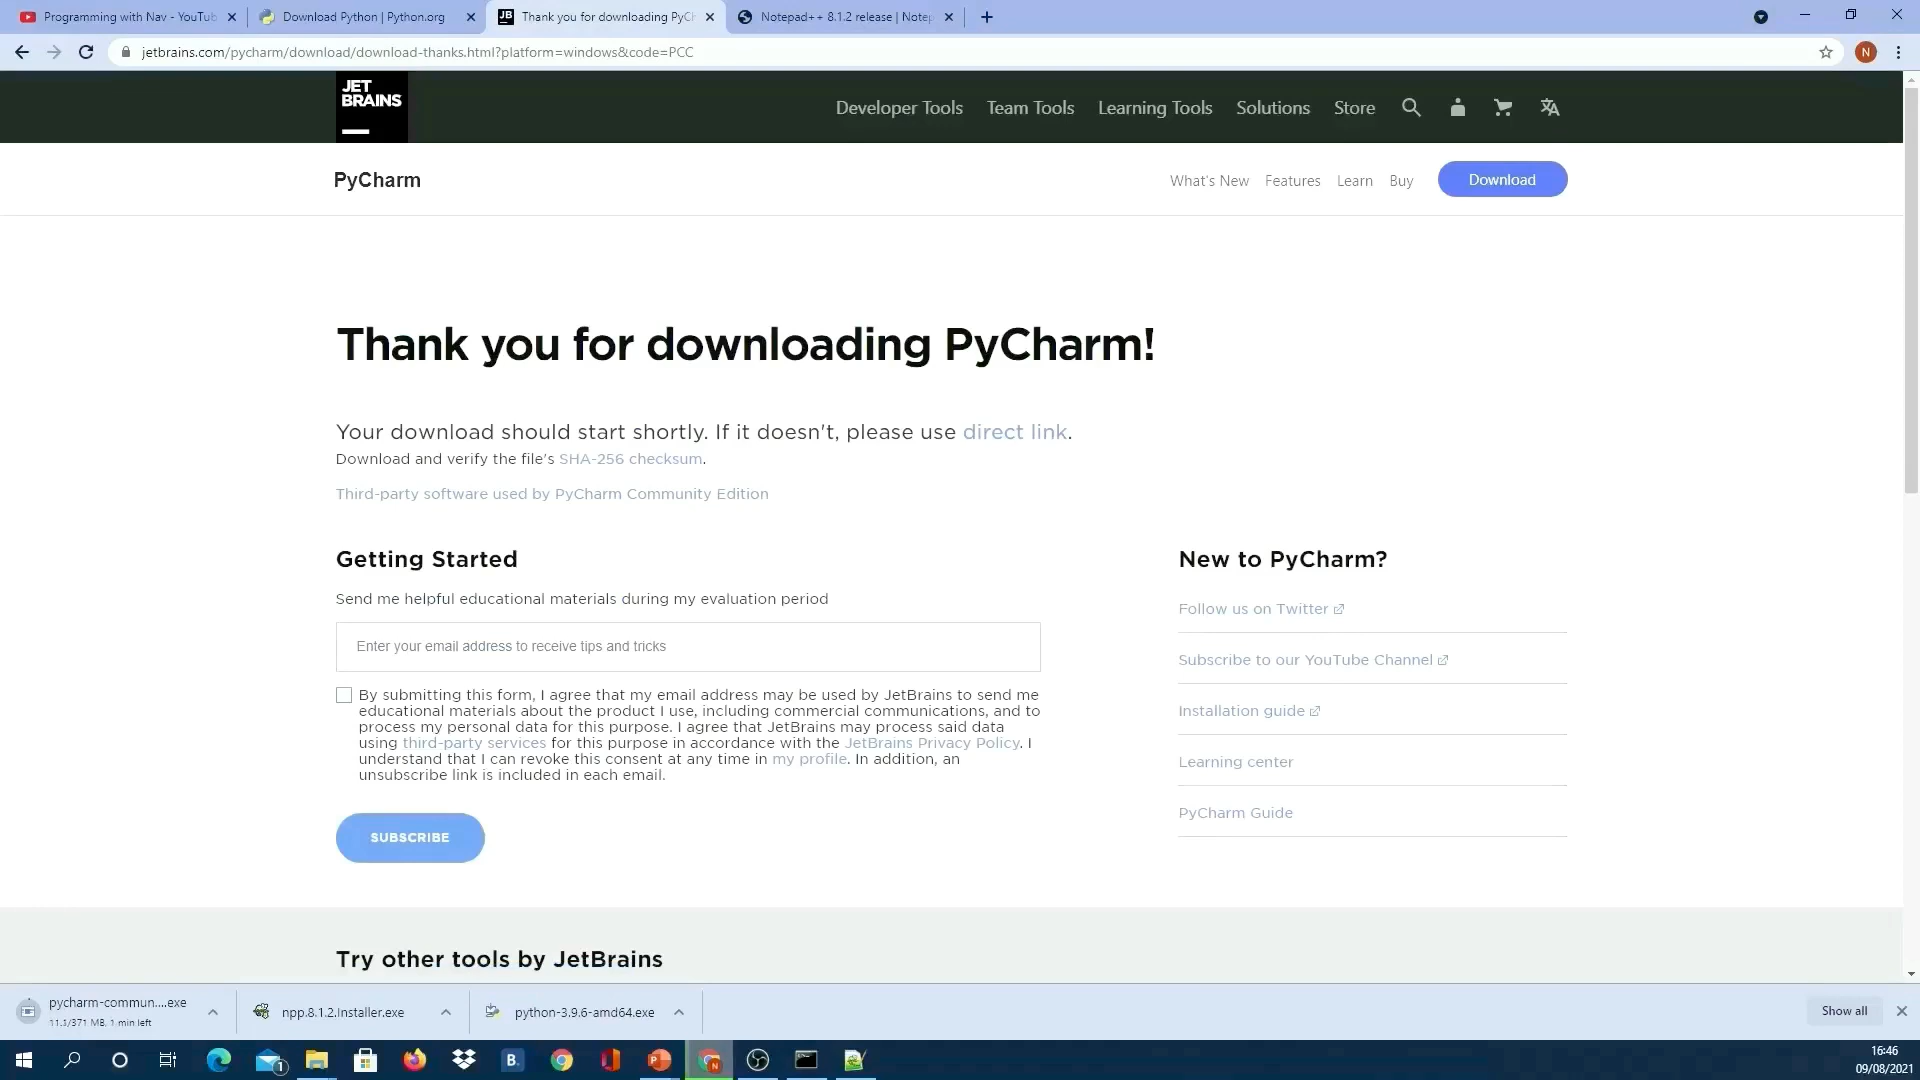 Programming with Nav - YouTub
Download Python | Python.org
Thank you for downloading PyCh
Notepad++ 8.1.2 release | Notep
jetbrains.com/pycharm/download/download-thanks.html?platform=windows&code=PCC
N
JET
BRAINS
Developer Tools
Team Tools
Learning Tools
Solutions
Store
PyCharm
What's New
Features
Learn
Buy
Download
Thank you for downloading PyCharm!
Your download should start shortly. If it doesn't, please use direct link.
Download and verify the file's SHA-256 checksum.
Third-party software used by PyCharm Community Edition
Getting Started
Send me helpful educational materials during my evaluation period
Enter your email address to receive tips and tricks
By submitting this form, I agree that my email address may be used by JetBrains to send me
educational materials about the product I use, including commercial communications, and to
process my personal data for this purpose. I agree that JetBrains may process said data
using third-party services for this purpose in accordance with the JetBrains Privacy Policy. I
understand that I can revoke this consent at any time in my profile. In addition, an
unsubscribe link is included in each email.
SUBSCRIBE
New to PyCharm?
Follow us on Twitter
Subscribe to our YouTube Channel
Installation guide
Learning center
PyCharm Guide
Try other tools by JetBrains
pycharm-commun....exe
/371 MB, 1 min left
npp.8.1.2.Installer.exe
python-3.9.6-amd64.exe
Show all
1
B.
16:46
09/08/2021